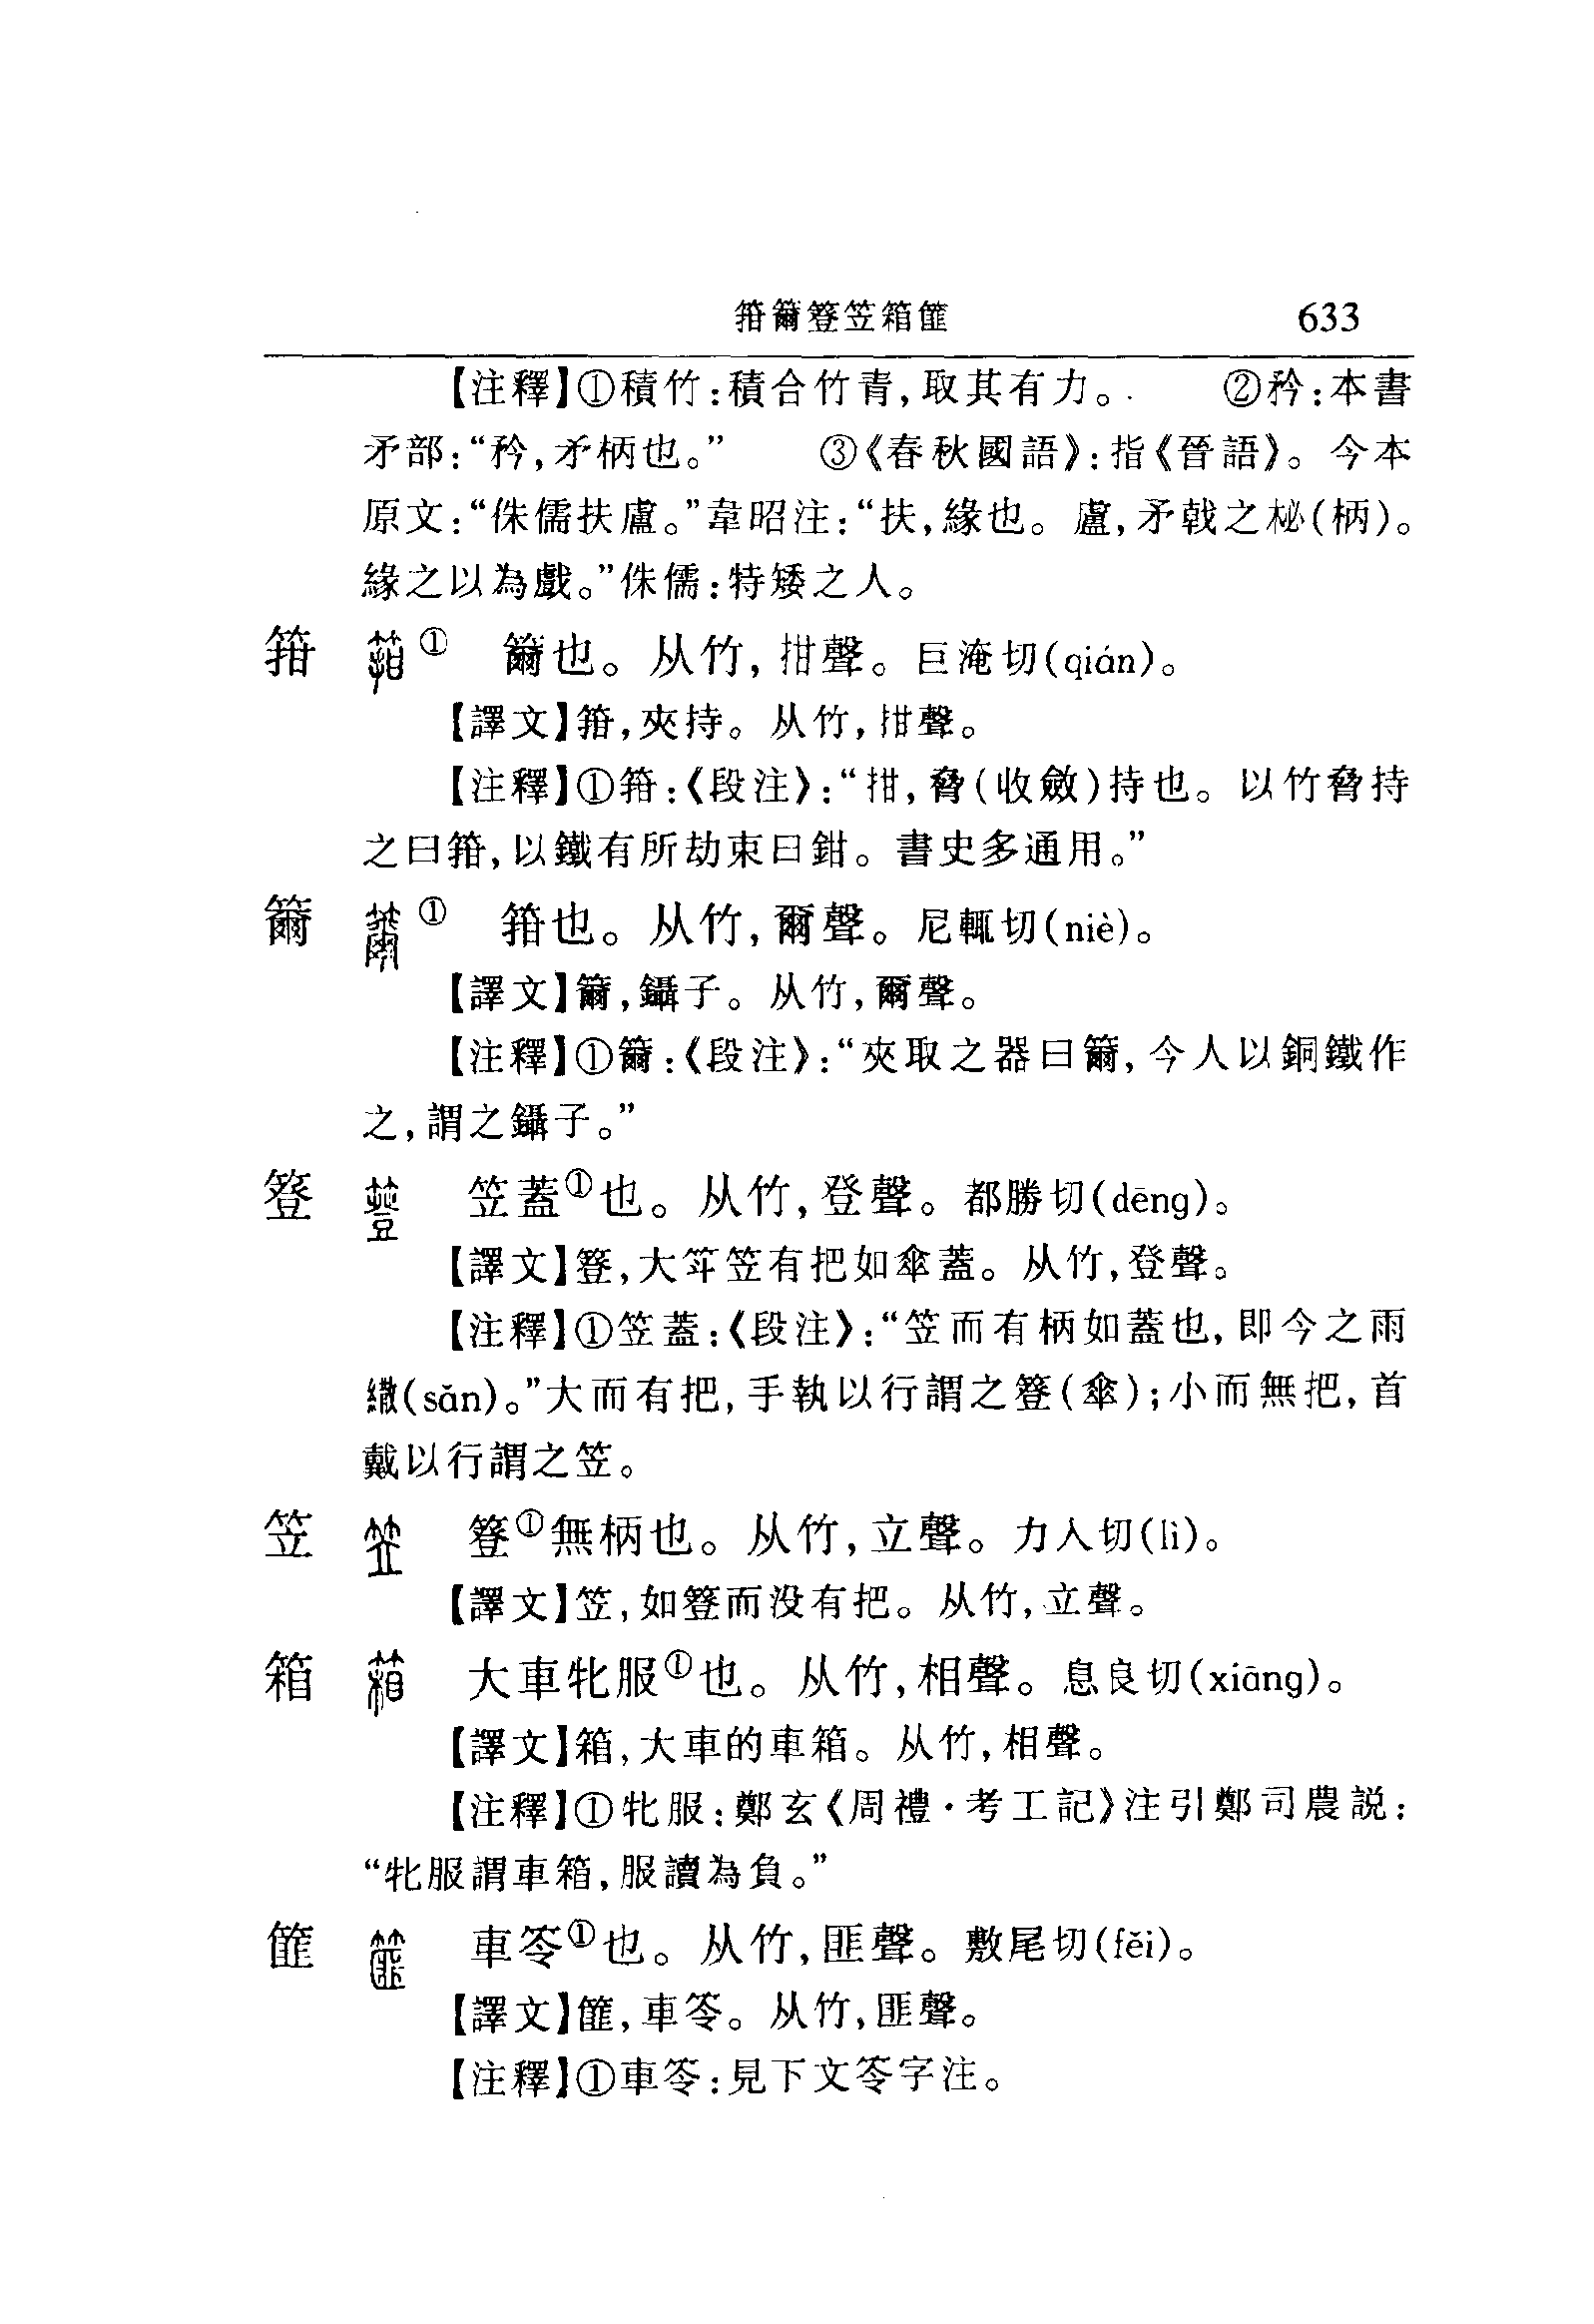 箝籋簦笠箱篚 633
【注釋】①積竹:積合竹青,取其有力。 ②矜:本書
矛部:“矜,矛柄也。” ③《春秋國語》:指《晉語》。今本
原文:“侏儒扶盧。”韋昭注:“扶,緣也。盧,矛戟之柲(柄)。
緣之以為戲。”侏儒:特矮之人。
箝 箝① 籋也。从竹,拑聲。巨淹切(qián)。
【譯文】箝,夾持。从竹,拑聲。
【注釋】①箝:《段注》:“拑,脅(收斂)持也。以竹脅持
之曰箝,以鐵有所劫束曰鉗。書史多通用。”
籋 籋① 箝也。从竹,爾聲。尼輒切(niè)。
【譯文】籋,鑷子。从竹,爾聲。
【注釋】①籋:《段注》:“夾取之器曰籋,今人以銅鐵作
之,謂之鑷子。”
簦 簦 笠蓋①也。从竹,登聲。都勝切(dēng)。
【譯文】簦,大笠有把如傘蓋。从竹,登聲。
【注釋】①笠蓋:《段注》:“笠而有柄如蓋也,即今之雨
繖(sǎn)。”大而有把,手執以行謂之簦(傘);小而無把,首
戴以行謂之笠。
笠 笠 簦①無柄也。从竹,立聲。力入切(lì)。
【譯文】笠,如簦而没有把。从竹,立聲。
箱 箱 大車牝服①也。从竹,相聲。息良切(xiāng)。
【譯文】箱,大車的車箱。从竹,相聲。
【注釋】①牝服:鄭玄《周禮·考工記》注引鄭司農説:
“牝服謂車箱,服讀為負。”
篚 篚 車笭①也。从竹,匪聲。敷尾切(fěi)。
【譯文】篚,車笭。从竹,匪聲。
【注釋】①車笭:見下文笭字注。